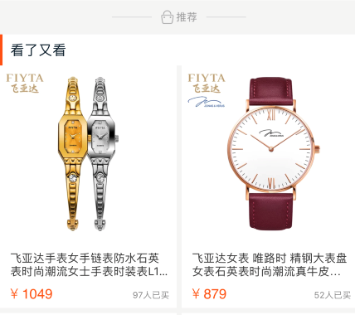 推荐
看了又看
FIYTA
飞亚达
飞亚达手表女手链表防水石英
表时尚潮流女士手表时装表L1...
¥ 1049
97人已买
FIYTA
飞亚达
飞亚达女表 唯路时 精钢大表盘
女表石英表时尚潮流真牛皮...
¥ 879
52人已买